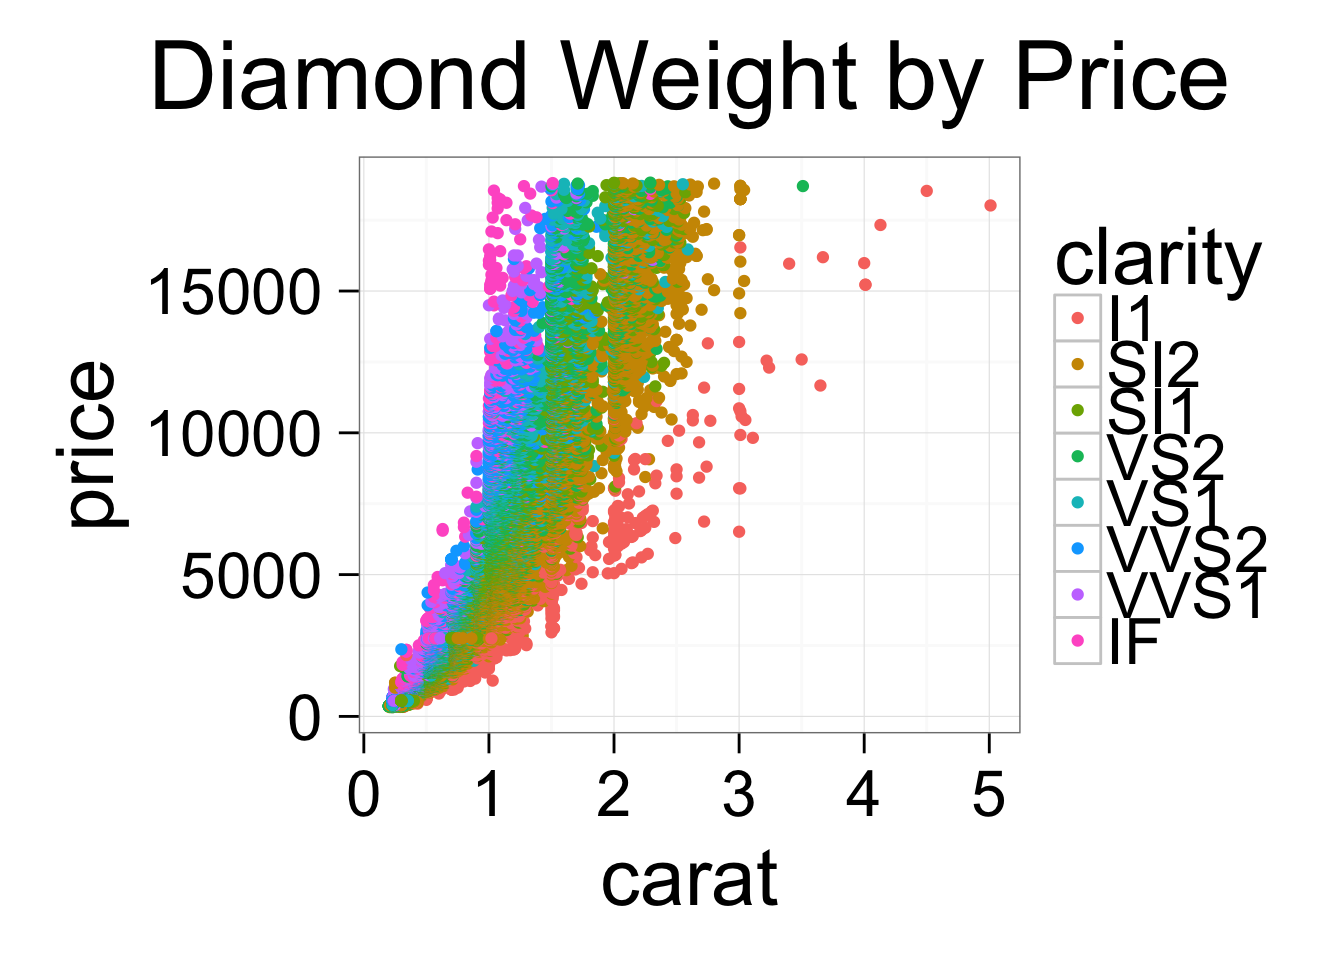 Diamond Weight by Price
price
15000
10000
5000
0
0 1 2 3 4 5
carat
clarity
I1
SI2
SI1
VS2
VS1
VVS2
VVS1
IF